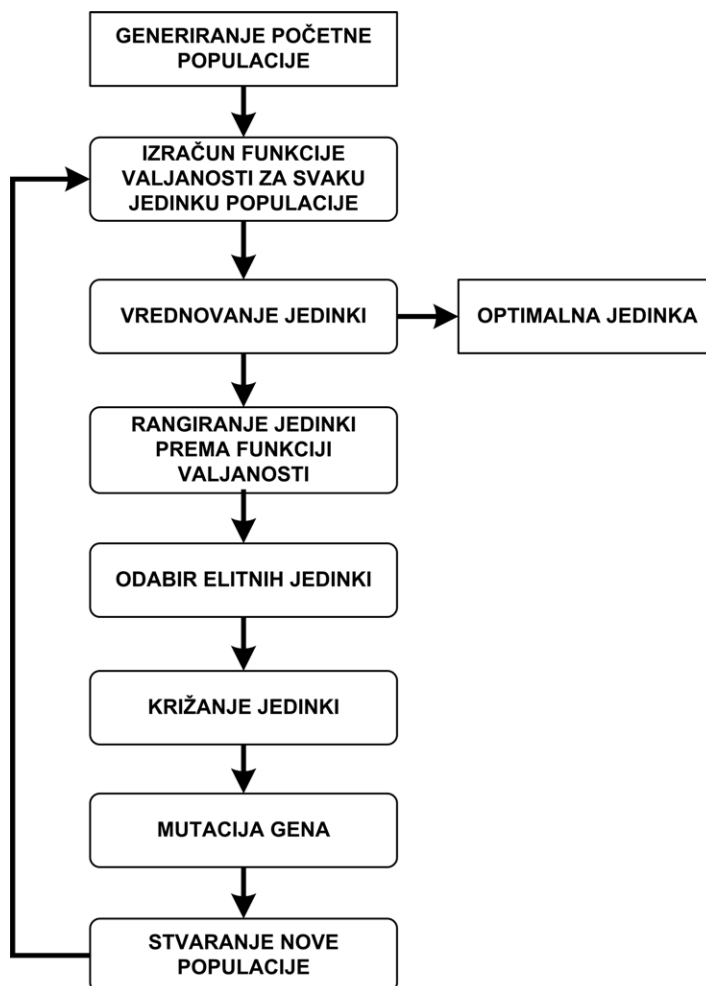 GENERIRANJE POČETNE
POPULACIJE
IZRAČUN FUNKCIJE
VALJANOSTI ZA SVAKU
JEDINKU POPULACIJE
VREDNOVANJE JEDINKI
OPTIMALNA JEDINKA
RANGIRANJE JEDINKI
PREMA FUNKCIJI
VALJANOSTI
ODABIR ELITNIH JEDINKI
KRIŽANJE JEDINKI
MUTACIJA GENA
STVARANJE NOVE
POPULACIJE